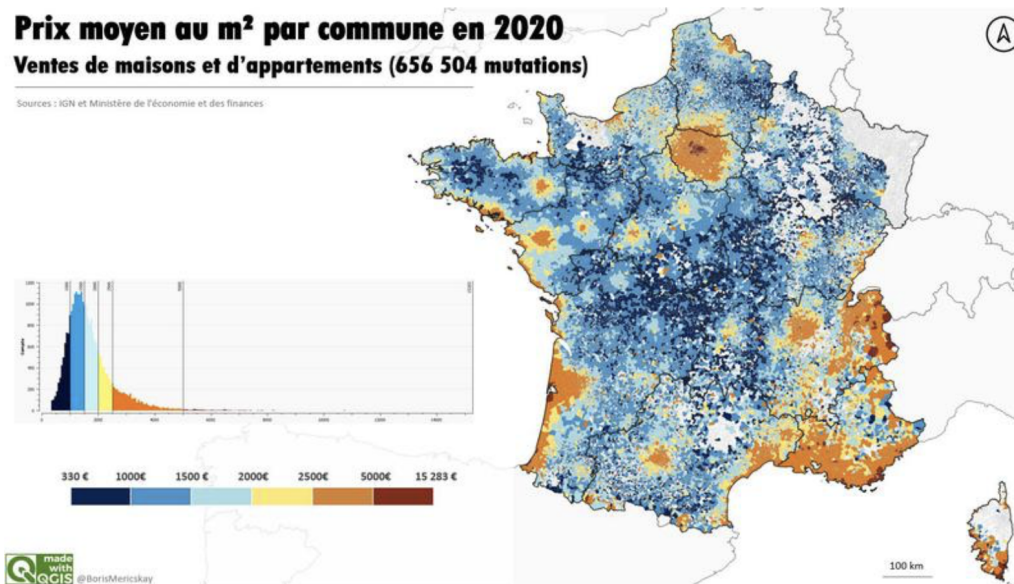 Prix moyen au m² par commune en 2020
Ventes de maisons et d'appartements (656 504 mutations)
Sources : IGN et Ministère de l'économie et des finances
330 € 1000€ 1500 € 2000€ 2500€ 5000€ 15 283 €
made
with
QGIS
@BorisMericskay
100 km